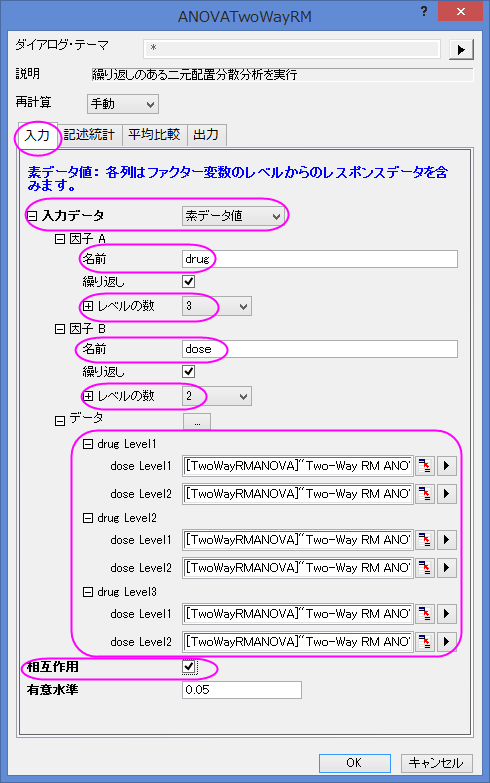 ANOVATwoWayRM
ダイアログ・テーマ *
説明 繰り返しのある二元配置分散分析を実行
再計算 手動
入力 記述統計 平均比較 出力
素データ値: 各列はファクター変数のレベルからのレスポンスデータを含
みます。
入力データ 素データ値
因子 A
名前 drug
繰り返し
レベルの数 3
因子 B
名前 dose
繰り返し
レベルの数 2
データ ...
drug Level1
dose Level1 [TwoWayRMANOVA]"Two-Way RM ANO
dose Level2 [TwoWayRMANOVA]"Two-Way RM ANO
drug Level2
dose Level1 [TwoWayRMANOVA]"Two-Way RM ANO
dose Level2 [TwoWayRMANOVA]"Two-Way RM ANO
drug Level3
dose Level1 [TwoWayRMANOVA]"Two-Way RM ANO
dose Level2 [TwoWayRMANOVA]"Two-Way RM ANO
相互作用
有意水準 0.05
OK キャンセル